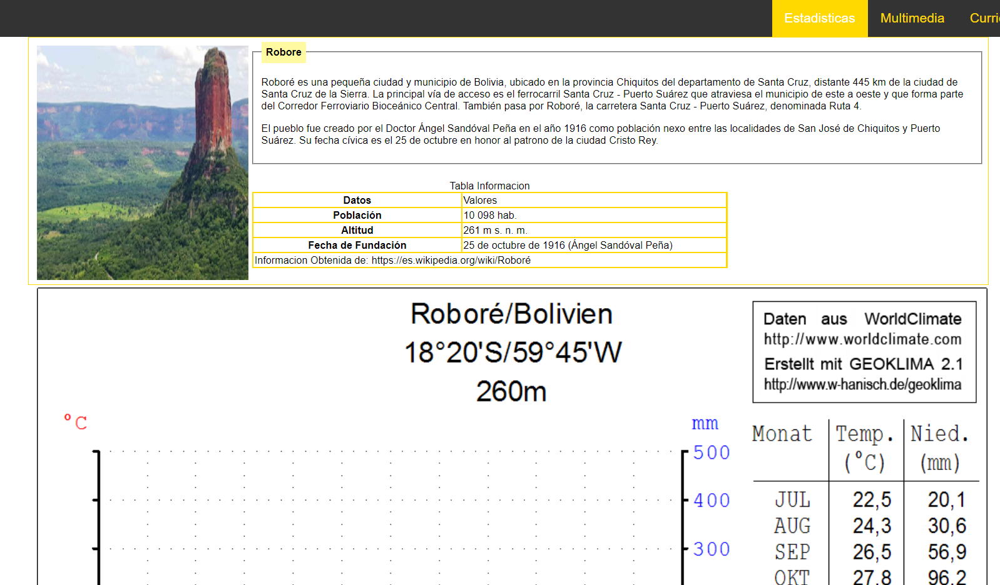 Estadisticas Multimedia
Robore
Roboré es una pequeña ciudad y municipio de Bolivia, ubicado en la provincia Chiquitos del departamento de Santa Cruz, distante 445 km de la ciudad de
Santa Cruz de la Sierra. La principal vía de acceso es el ferrocarril Santa Cruz - Puerto Suárez que atraviesa el municipio de este a oeste y que forma parte
del Corredor Ferroviario Bioceánico Central. También pasa por Roboré, la carretera Santa Cruz - Puerto Suárez, denominada Ruta 4.
El pueblo fue creado por el Doctor Ángel Sandóval Peña en el año 1916 como población nexo entre las localidades de San José de Chiquitos y Puerto
Suárez. Su fecha cívica es el 25 de octubre en honor al patrono de la ciudad Cristo Rey.
Tabla Informacion
Datos Valores
Población 10 098 hab.
Altitud 261 m s. n. m.
Fecha de Fundación 25 de octubre de 1916 (Ángel Sandóval Peña)
Informacion Obtenida de: https://es.wikipedia.org/wiki/Roboré
Roboré/Bolivien
18°20'S/59°45'W
260m
Daten aus WorldClimate
http://www.worldclimate.com
Erstellt mit GEOKLIMA 2.1
http://www.w-hanisch.de/geoklima
°C
mm
500
400
300
Monat Temp. Nied.
(°C) (mm)
JUL 22,5 20,1
AUG 24,3 30,6
SEP 26,5 56,9
OKT 27,8 96,2